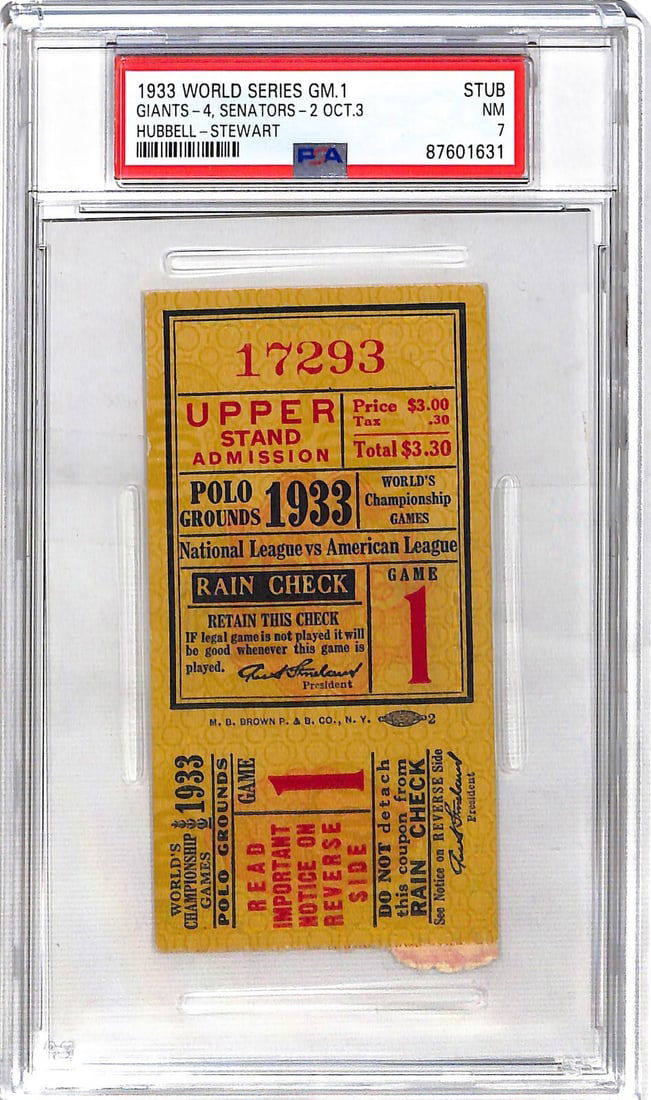 1933 WORLD SERIES GM.1 STUB
GIANTS-4, SENATORS-2 OCT.3 NM
HUBBELL-STEWART 7
PSA 87601631
17293
UPPER
STAND
ADMISSION
Price $3.00
Tax .30
Total $3.30
POLO
GROUNDS
1933
WORLD'S
Championship
GAMES
National League vs American League
RAIN CHECK
GAME
1
RETAIN THIS CHECK
IF legal game is not played it will
be good whenever this game is
played.
President
M. B. BROWN P. & B. CO., N. Y. 2
WORLD'S
CHAMPIONSHIP
GAMES
1933
POLO GROUNDS
GAME
1
READ
IMPORTANT
NOTICE ON
REVERSE
SIDE
DO NOT detach
this coupon from
RAIN CHECK
See Notice on REVERSE Side
President